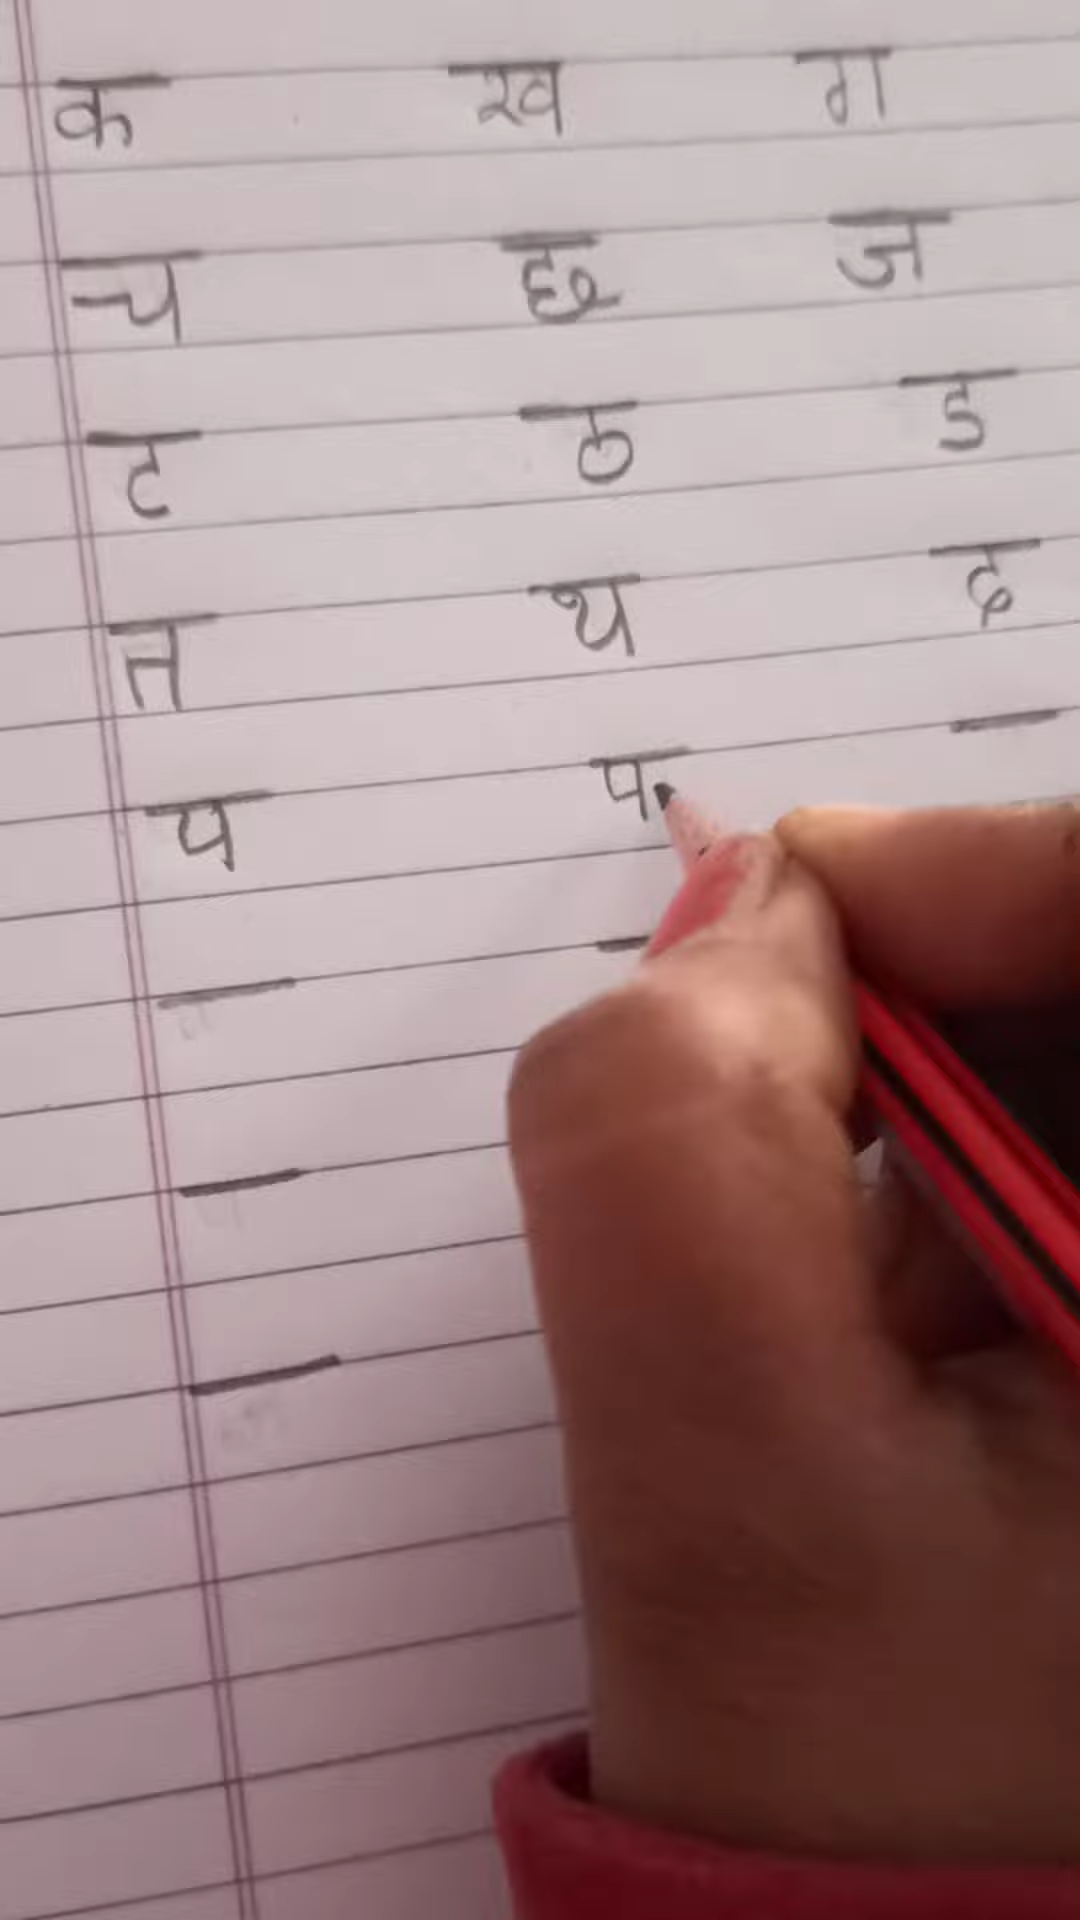 क ख ग
च छ ज
ट ठ ड
त थ द
प प